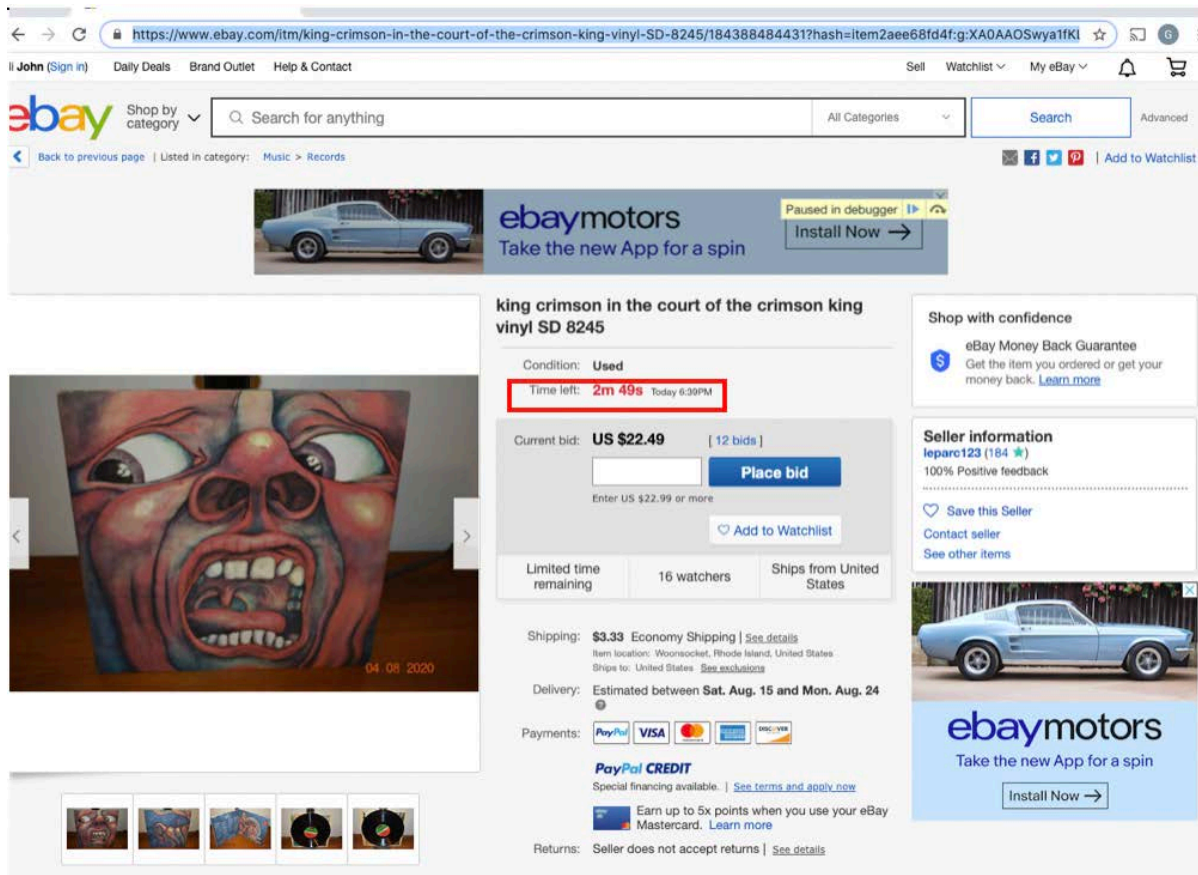 https://www.ebay.com/itm/king-crimson-in-the-court-of-the-crimson-king-vinyl-SD-8245/184388484431?hash=item2aee68fd4f:g:XA0AAOSwya1fKL
G
i John (Sign in) Daily Deals Brand Outlet Help & Contact Sell Watchlist My eBay
ebay Shop by category Search for anything All Categories Search Advanced
Back to previous page | Listed in category: Music > Records | Add to Watchlist
ebaymotors
Take the new App for a spin
Paused in debugger
Install Now →
king crimson in the court of the crimson king
vinyl SD 8245
Condition: Used
Time left: 2m 49s Today 6:39PM
Current bid: US $22.49 [ 12 bids ]
Place bid
Enter US $22.99 or more
Add to Watchlist
Limited time remaining
16 watchers
Ships from United States
Shipping: $3.33 Economy Shipping | See details
Item location: Woonsocket, Rhode Island, United States
Ships to: United States See exclusions
Delivery: Estimated between Sat. Aug. 15 and Mon. Aug. 24
Payments: PayPal VISA DISCOVER
PayPal CREDIT
Special financing available. | See terms and apply now
Earn up to 5x points when you use your eBay
Mastercard. Learn more
Returns: Seller does not accept returns | See details
04 08 2020
Shop with confidence
eBay Money Back Guarantee
Get the item you ordered or get your
money back. Learn more
Seller information
leparc123 (184 )
100% Positive feedback
Save this Seller
Contact seller
See other items
ebaymotors
Take the new App for a spin
Install Now →